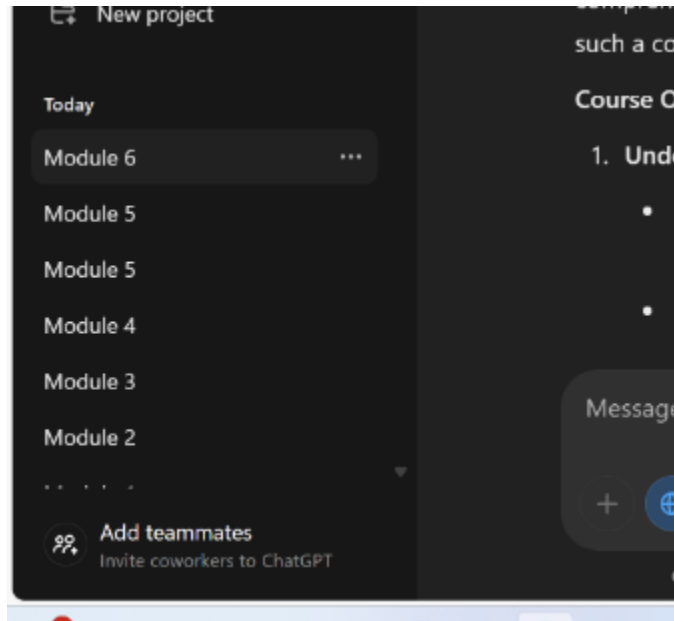 New project
Today
Module 6
Module 5
Module 5
Module 4
Module 3
Module 2
Add teammates
Invite coworkers to ChatGPT
such a co
Course O
1. Unde
Message